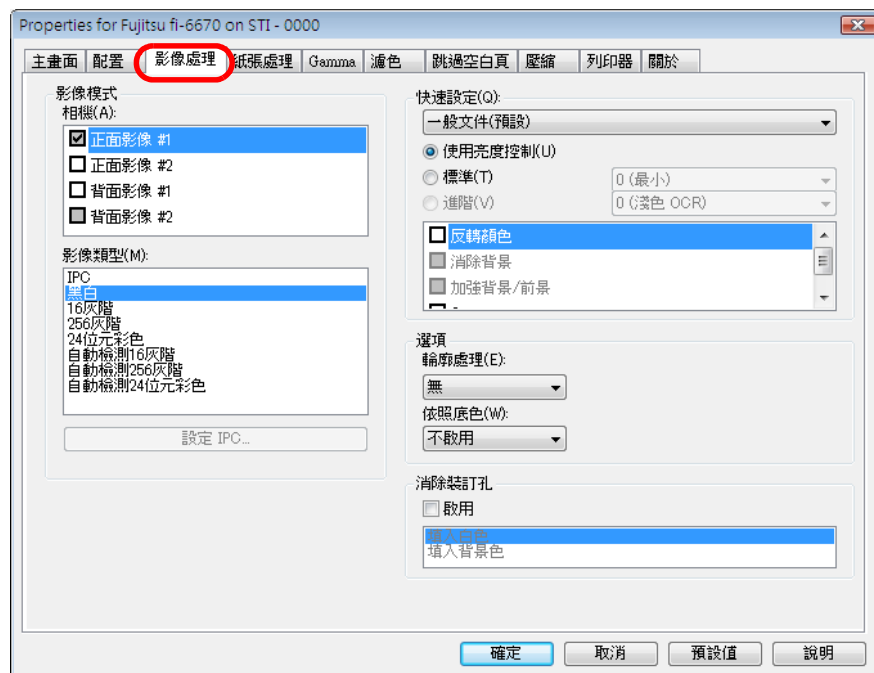 Properties for Fujitsu fi-6670 on STI - 0000
主畫面 配置 影像處理 紙張處理 Gamma 濾色 跳過空白頁 壓縮 列印器 關於
影像模式
相機(A):
正面影像 #1
正面影像 #2
背面影像 #1
背面影像 #2
影像類型(M):
IPC
黑白
16灰階
256灰階
24位元彩色
自動檢測16灰階
自動檢測256灰階
自動檢測24位元彩色
設定 IPC...
快速設定(Q):
一般文件(預設)
使用亮度控制(U)
標準(T) 0 (最小)
進階(V) 0 (淺色 OCR)
反轉顏色
消除背景
加強背景/前景
選項
輪廓處理(E):
無
依照底色(W):
不啟用
消除裝訂孔
啟用
填入白色
填入背景色
確定 取消 預設值 說明